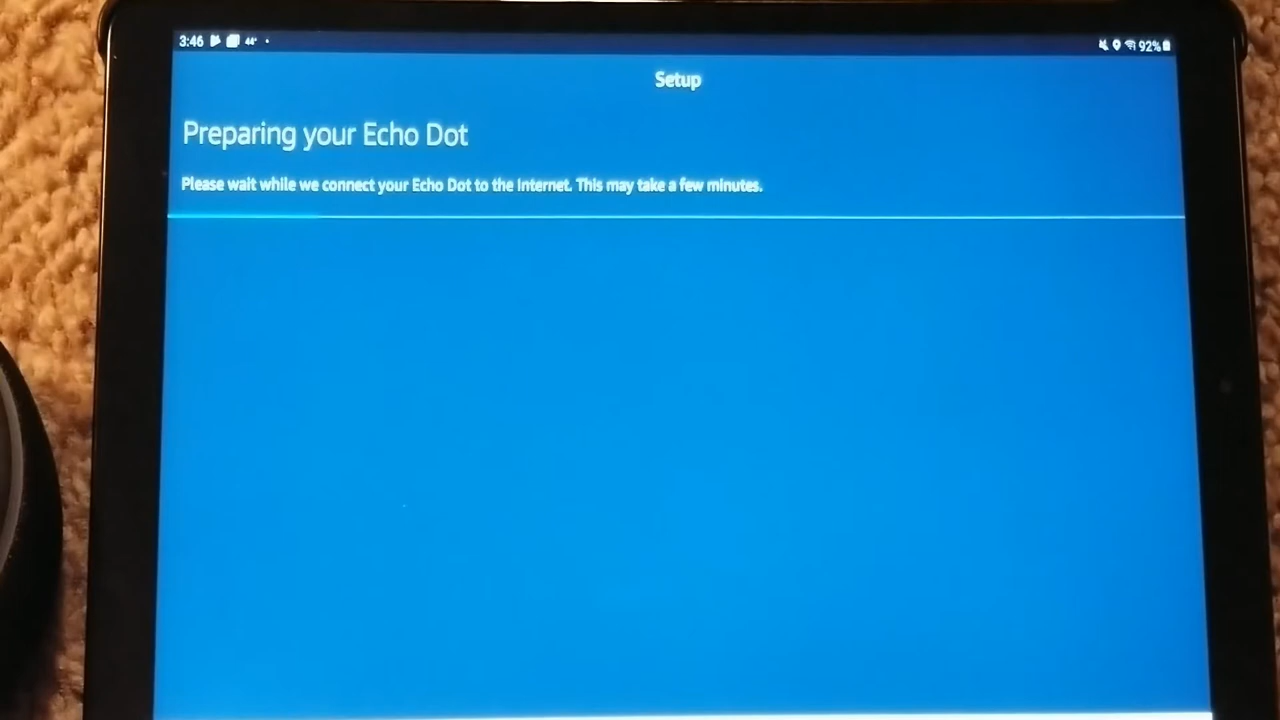 3:46 44° 92%
Setup
Preparing your Echo Dot
Please wait while we connect your Echo Dot to the Internet. This may take a few minutes.